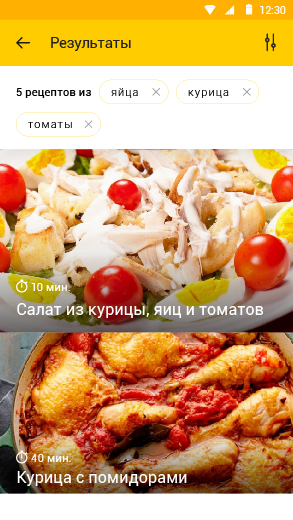 12:30
Результаты
5 рецептов из яйца курица
томаты
10 мин.
Салат из курицы, яиц и томатов
40 мин.
Курица с помидорами